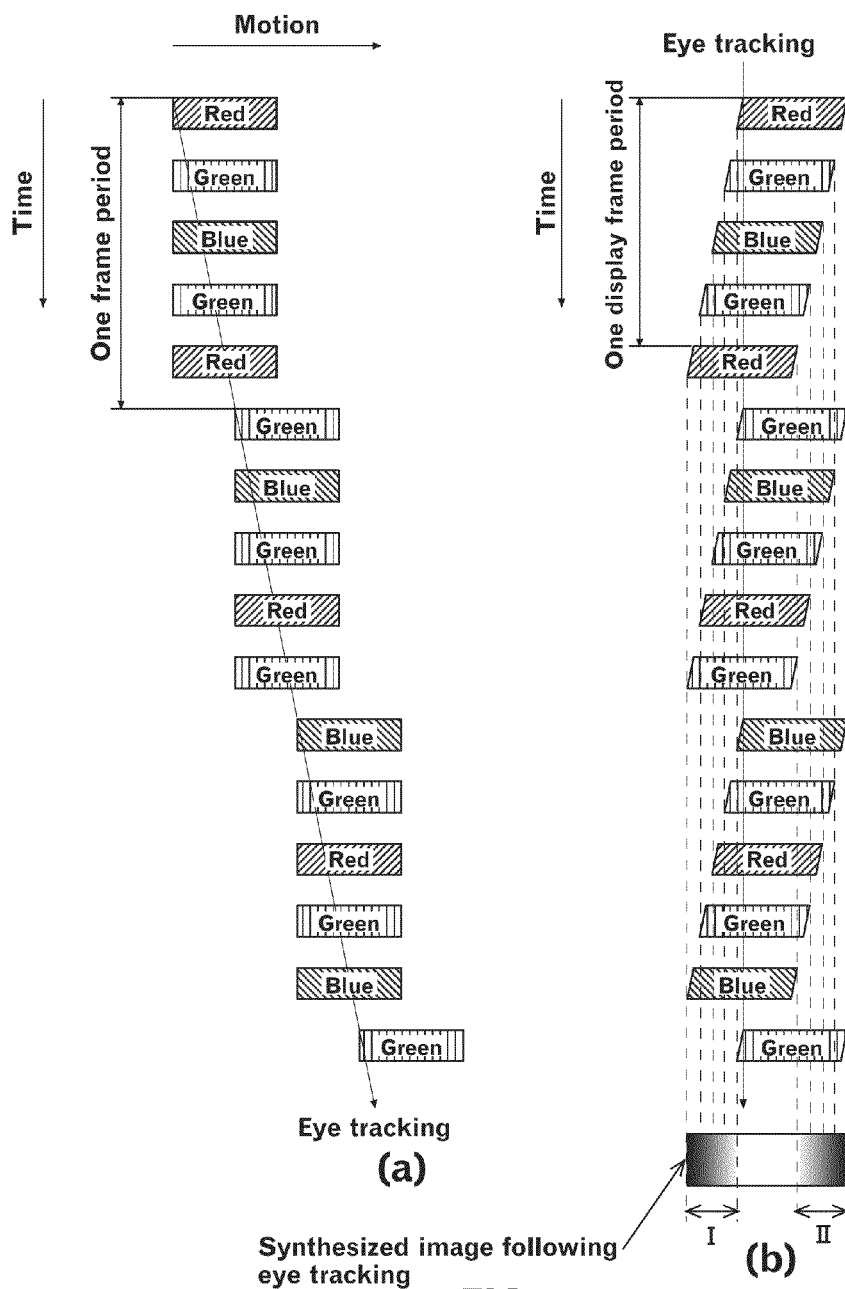 Motion
Time
One frame period
Red
Green
Blue
Green
Red
Green
Blue
Green
Red
Green
Blue
Green
Red
Green
Blue
Green
Eye tracking
(a)
Eye tracking
Time
One display frame period
Red
Green
Blue
Green
Red
Green
Blue
Green
Red
Green
Blue
Green
Red
Green
Blue
Green
I
II
(b)
Synthesized image following
eye tracking